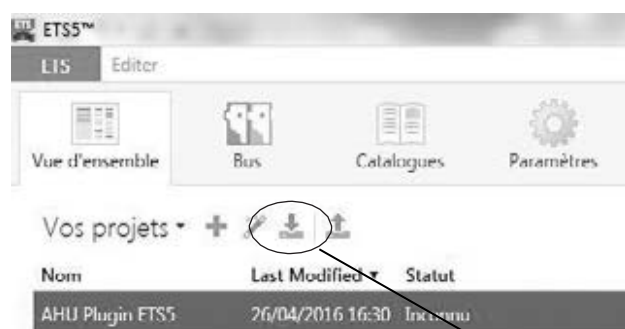 ETS5™
ETS Editer
Vue d'ensemble Bus Catalogues Paramètres
Vos projets
Nom Last Modified Statut
AHU Plugin ETS5 26/04/2016 16:30 Inconnu